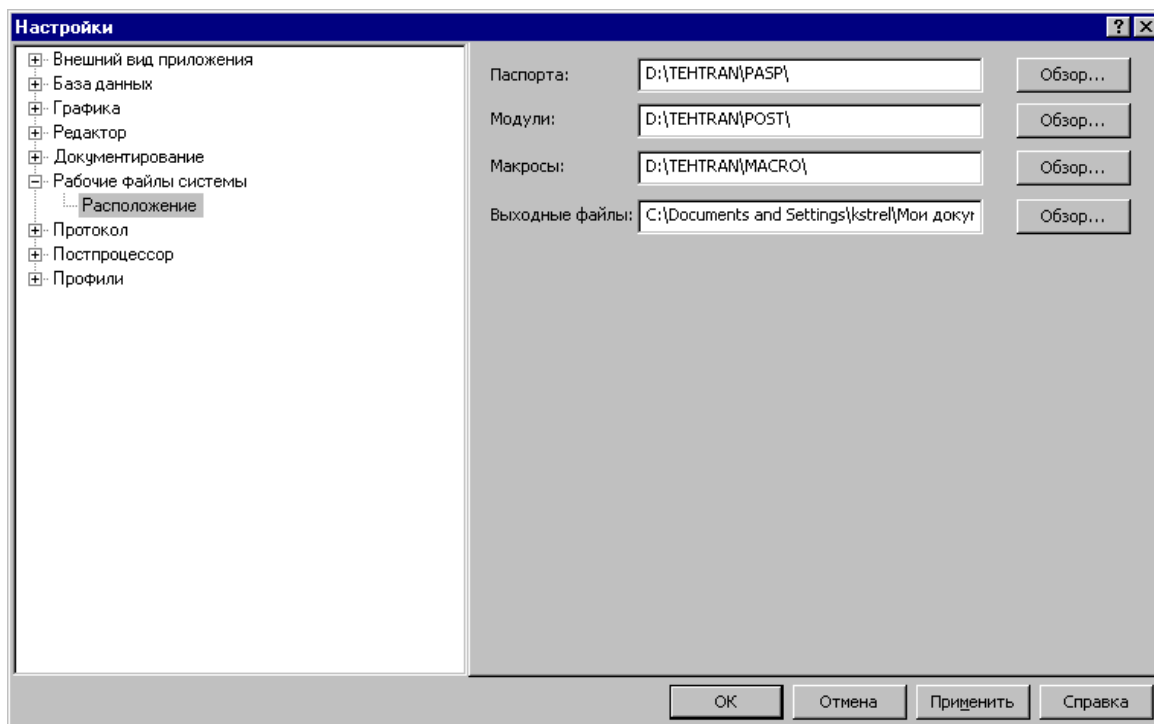 Настройки
Внешний вид приложения
База данных
Графика
Редактор
Документирование
Рабочие файлы системы
Расположение
Протокол
Постпроцессор
Профили
Паспорта: D:\TEHTRAN\PASP\ Обзор...
Модули: D:\TEHTRAN\POST\ Обзор...
Макросы: D:\TEHTRAN\MACRO\ Обзор...
Выходные файлы: C:\Documents and Settings\kstrel\Мои Обзор...
OK Отмена Применить Справка